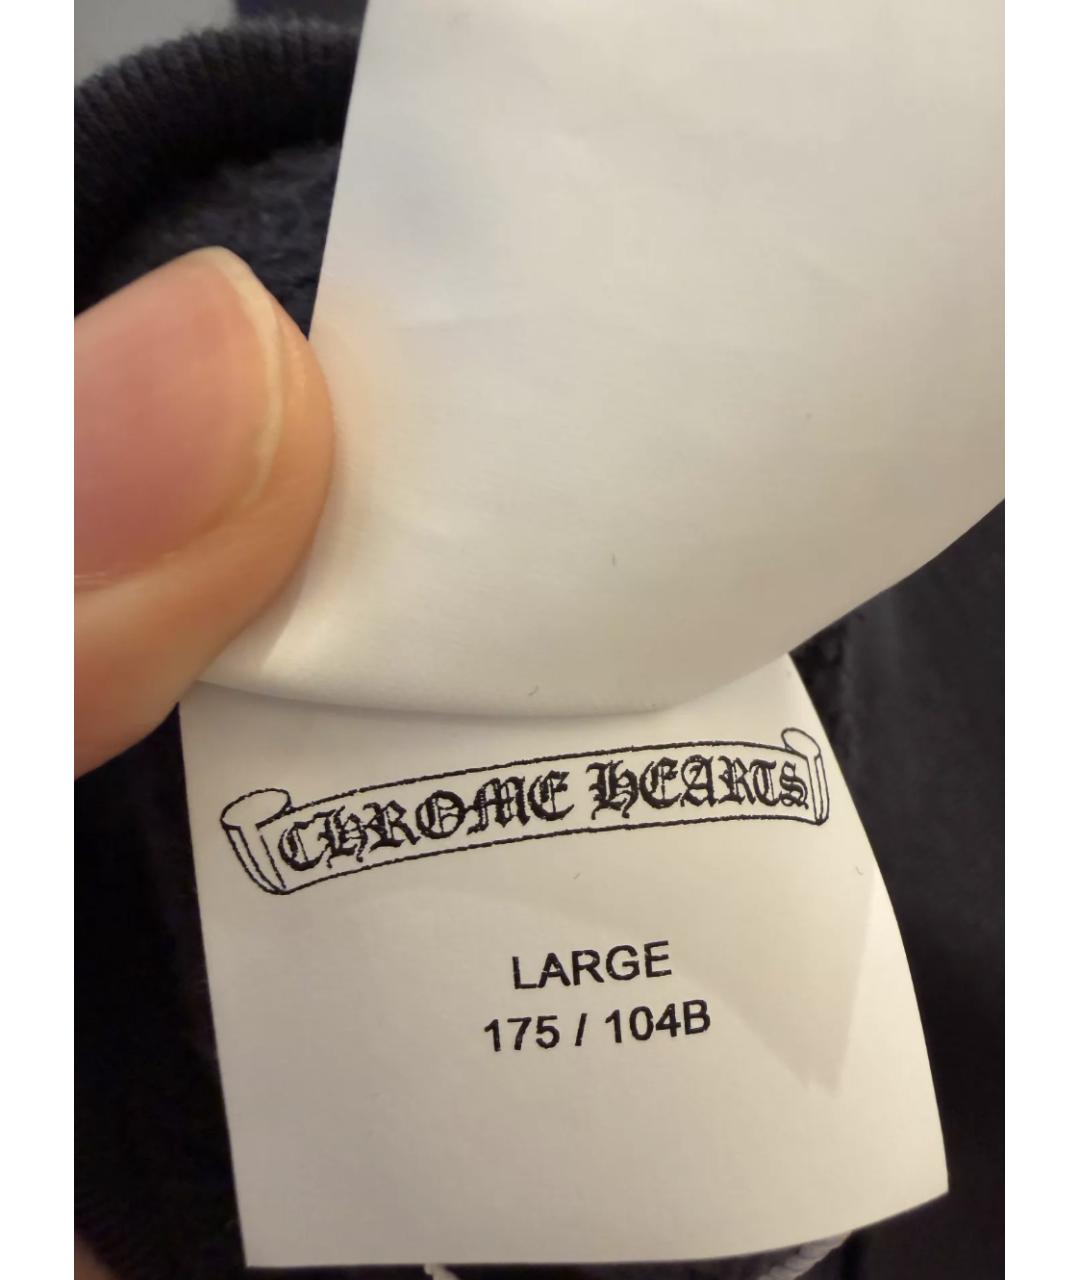 CHROME HEARTS
LARGE
175 / 104B